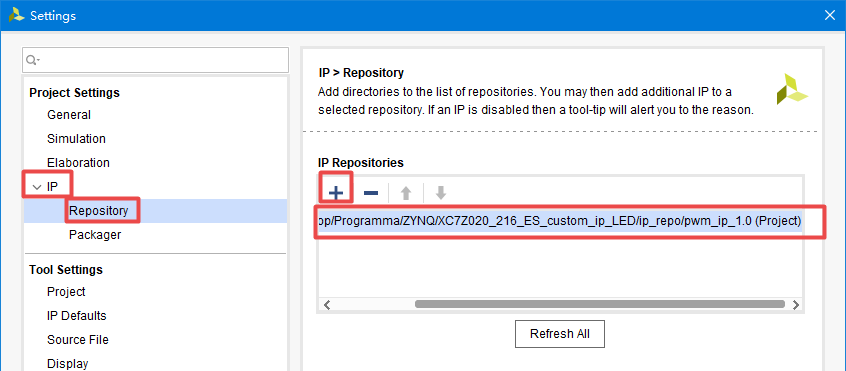 Settings
Project Settings
General
Simulation
Elaboration
IP
Repository
Packager
Tool Settings
Project
IP Defaults
Source File
Display
IP > Repository
Add directories to the list of repositories. You may then add additional IP to a
selected repository. If an IP is disabled then a tool-tip will alert you to the reason.
IP Repositories
op/Programma/ZYNQ/XC7Z020_216_ES_custom_ip_LED/ip_repo/pwm_ip_1.0 (Project)
Refresh All